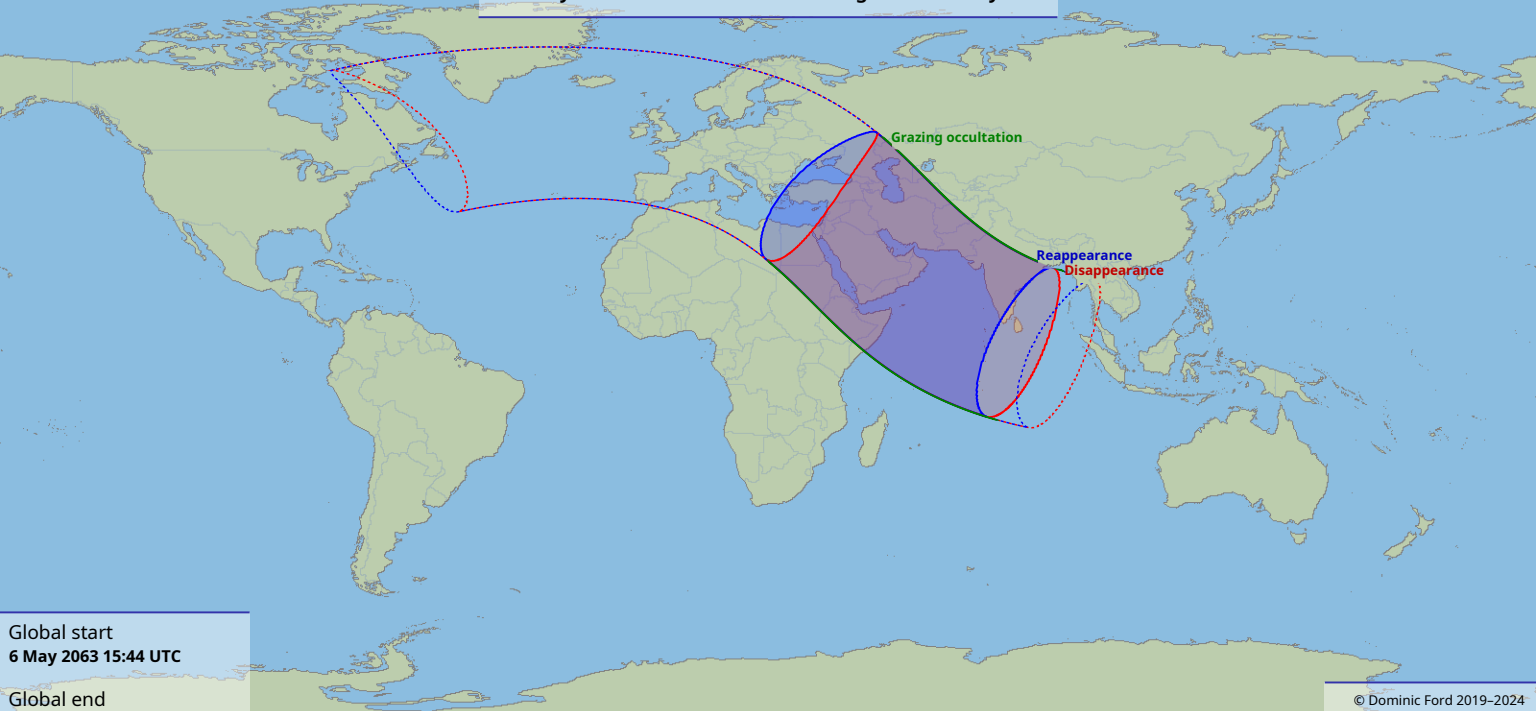 Grazing occultation
Reappearance
Disappearance
Global start
6 May 2063 15:44 UTC
Global end
© Dominic Ford 2019–2024